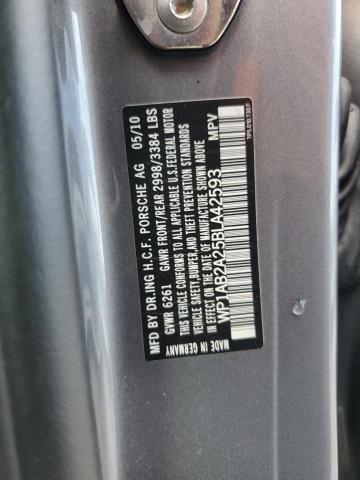 MFD BY DR.ING H.C.F. PORSCHE AG 05/10
GVWR 6261 GAWR FRONT/REAR 2998/3384 LBS
THIS VEHICLE CONFORMS TO ALL APPLICABLE U.S.FEDERAL MOTOR
VEHICLE SAFETY,BUMPER,AND THEFT PREVENTION STANDARDS
IN EFFECT ON THE DATE OF MANUFACTURE SHOWN ABOVE.
WP1AB2A25BLA42593 MPV
MADE IN GERMANY